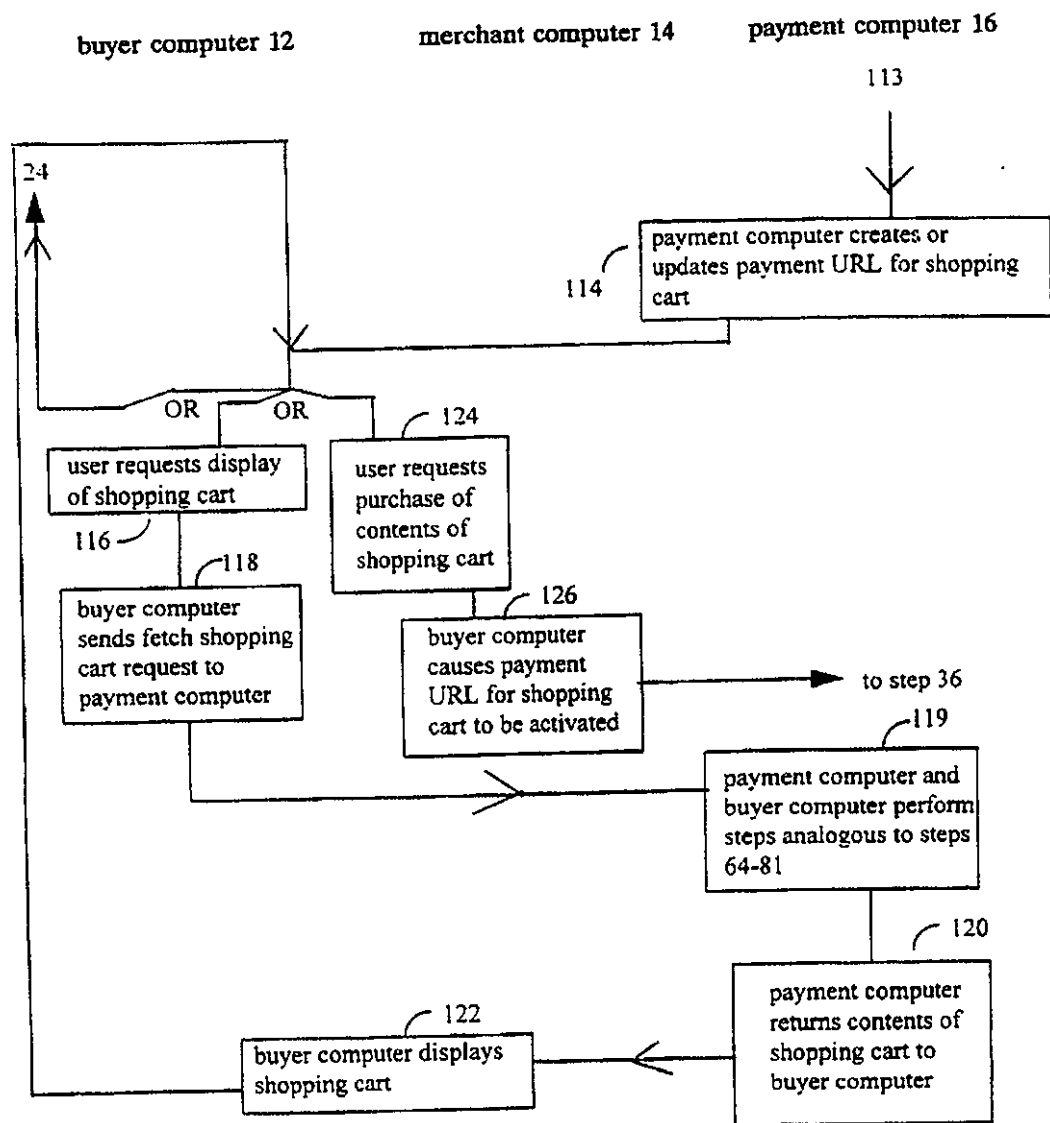 buyer computer 12
merchant computer 14
payment computer 16
113
24
payment computer creates or
updates payment URL for shopping
cart
114
OR
OR
124
user requests display
of shopping cart
116
user requests
purchase of
contents of
shopping cart
118
buyer computer
sends fetch shopping
cart request to
payment computer
126
buyer computer
causes payment
URL for shopping
cart to be activated
to step 36
119
payment computer and
buyer computer perform
steps analogous to steps
64-81
120
payment computer
returns contents of
shopping cart to
buyer computer
122
buyer computer displays
shopping cart